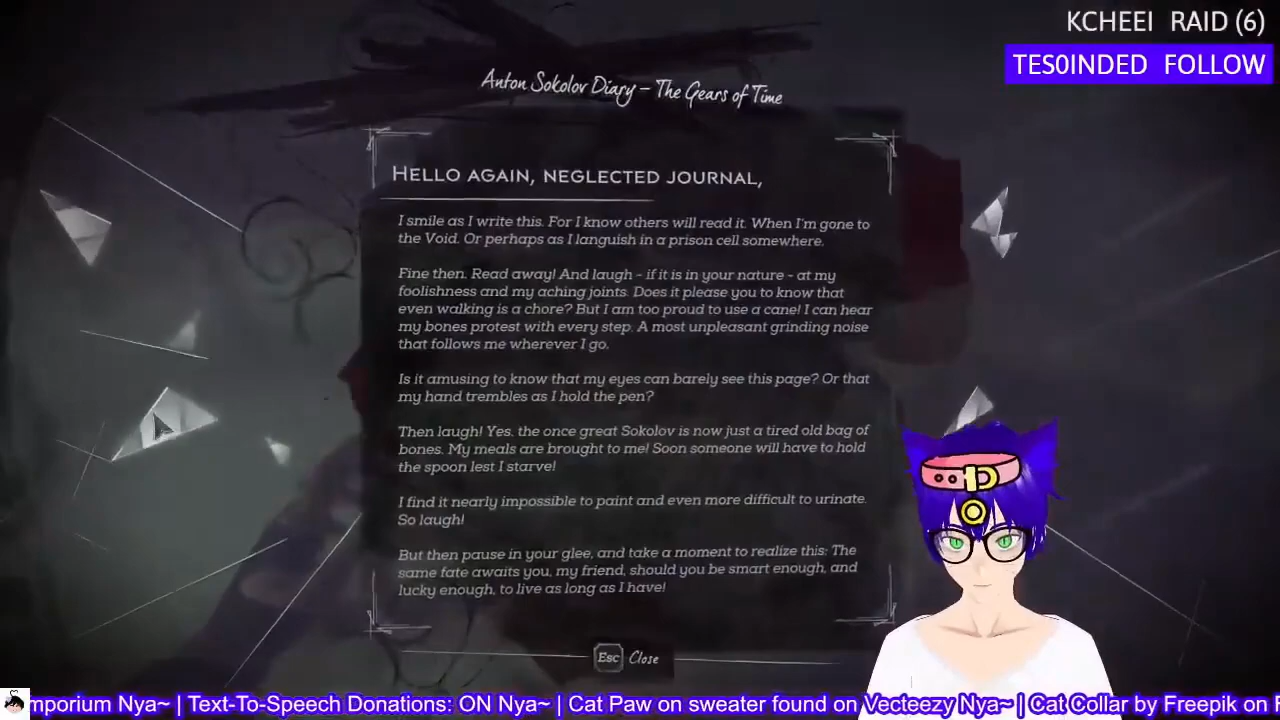 KCHEEI RAID (6)
TES0INDED FOLLOW
Anton Sokolov Diary – The Gears of Time
HELLO AGAIN, NEGLECTED JOURNAL,
I smile as I write this. For I know others will read it. When I'm gone to
the Void. Or perhaps as I languish in a prison cell somewhere.
Fine then. Read away! And laugh - if it is in your nature - at my
foolishness and my aching joints. Does it please you to know that
even walking is a chore? But I am too proud to use a cane! I can hear
my bones protest with every step. A most unpleasant grinding noise
that follows me wherever I go.
Is it amusing to know that my eyes can barely see this page? Or that
my hand trembles as I hold the pen?
Then laugh! Yes, the once great Sokolov is now just a tired old bag of
bones. My meals are brought to me! Soon someone will have to hold
the spoon lest I starve!
I find it nearly impossible to paint and even more difficult to urinate.
So laugh!
But then pause in your glee, and take a moment to realize this: The
same fate awaits you, my friend, should you be smart enough, and
lucky enough, to live as long as I have!
Esc Close
mporium Nya~ | Text-To-Speech Donations: ON Nya~ | Cat Paw on sweater found on Vecteezy Nya~ | Cat Collar by Freepik on